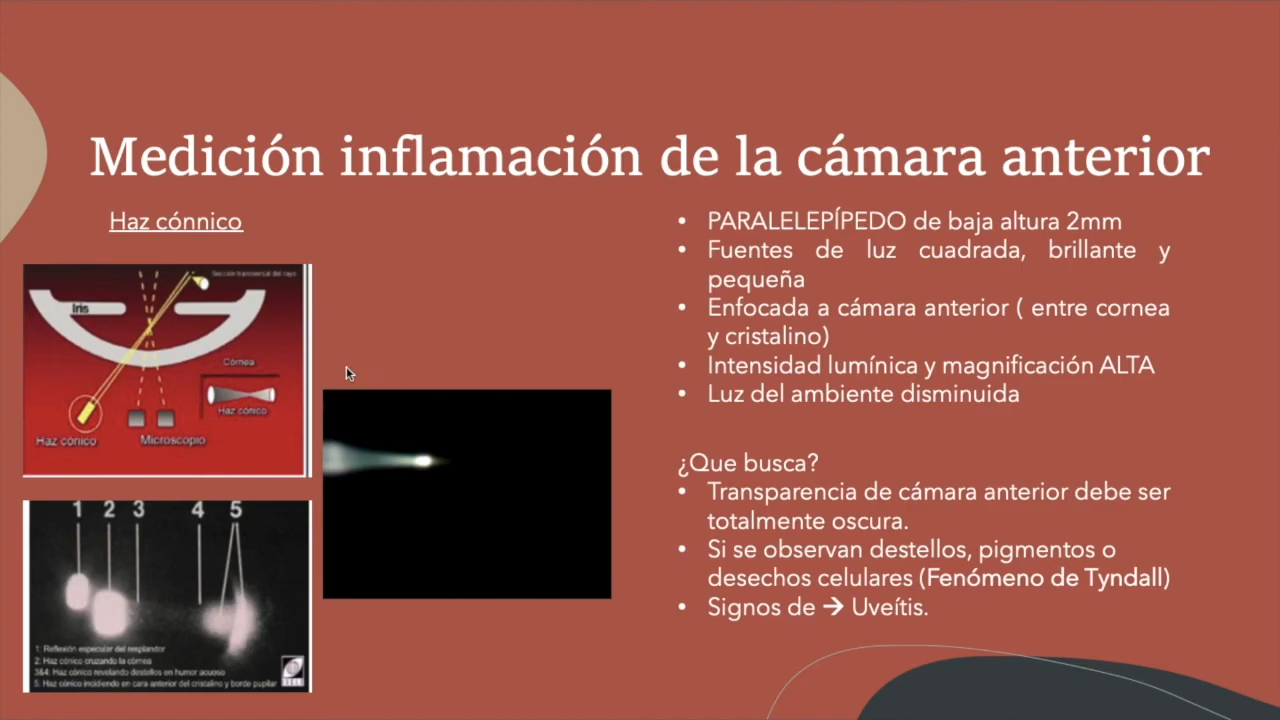 Medición inflamación de la cámara anterior
Haz cónnico
Sección transversal del rayo
Iris
Córnea
Haz cónico
Haz cónico
Microscopio
1 2 3 4 5
1: Reflexión especular del resplandor
2: Haz cónico cruzando la córnea
3&4: Haz cónico revelando destellos en humor acuoso
5: Haz cónico incidiendo en cara anterior del cristalino y borde pupilar
• PARALELEPÍPEDO de baja altura 2mm
• Fuentes de luz cuadrada, brillante y
pequeña
• Enfocada a cámara anterior ( entre cornea
y cristalino)
• Intensidad lumínica y magnificación ALTA
• Luz del ambiente disminuida
¿Que busca?
• Transparencia de cámara anterior debe ser
totalmente oscura.
• Si se observan destellos, pigmentos o
desechos celulares (Fenómeno de Tyndall)
• Signos de → Uveítis.